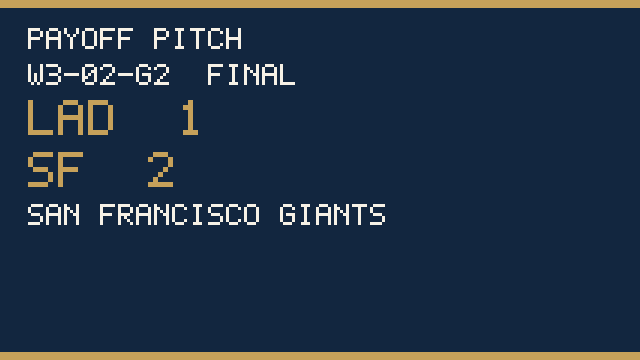 PAYOFF PITCH
W3-02-G2 FINAL
LAD 1
SF 2
SAN FRANCISCO GIANTS